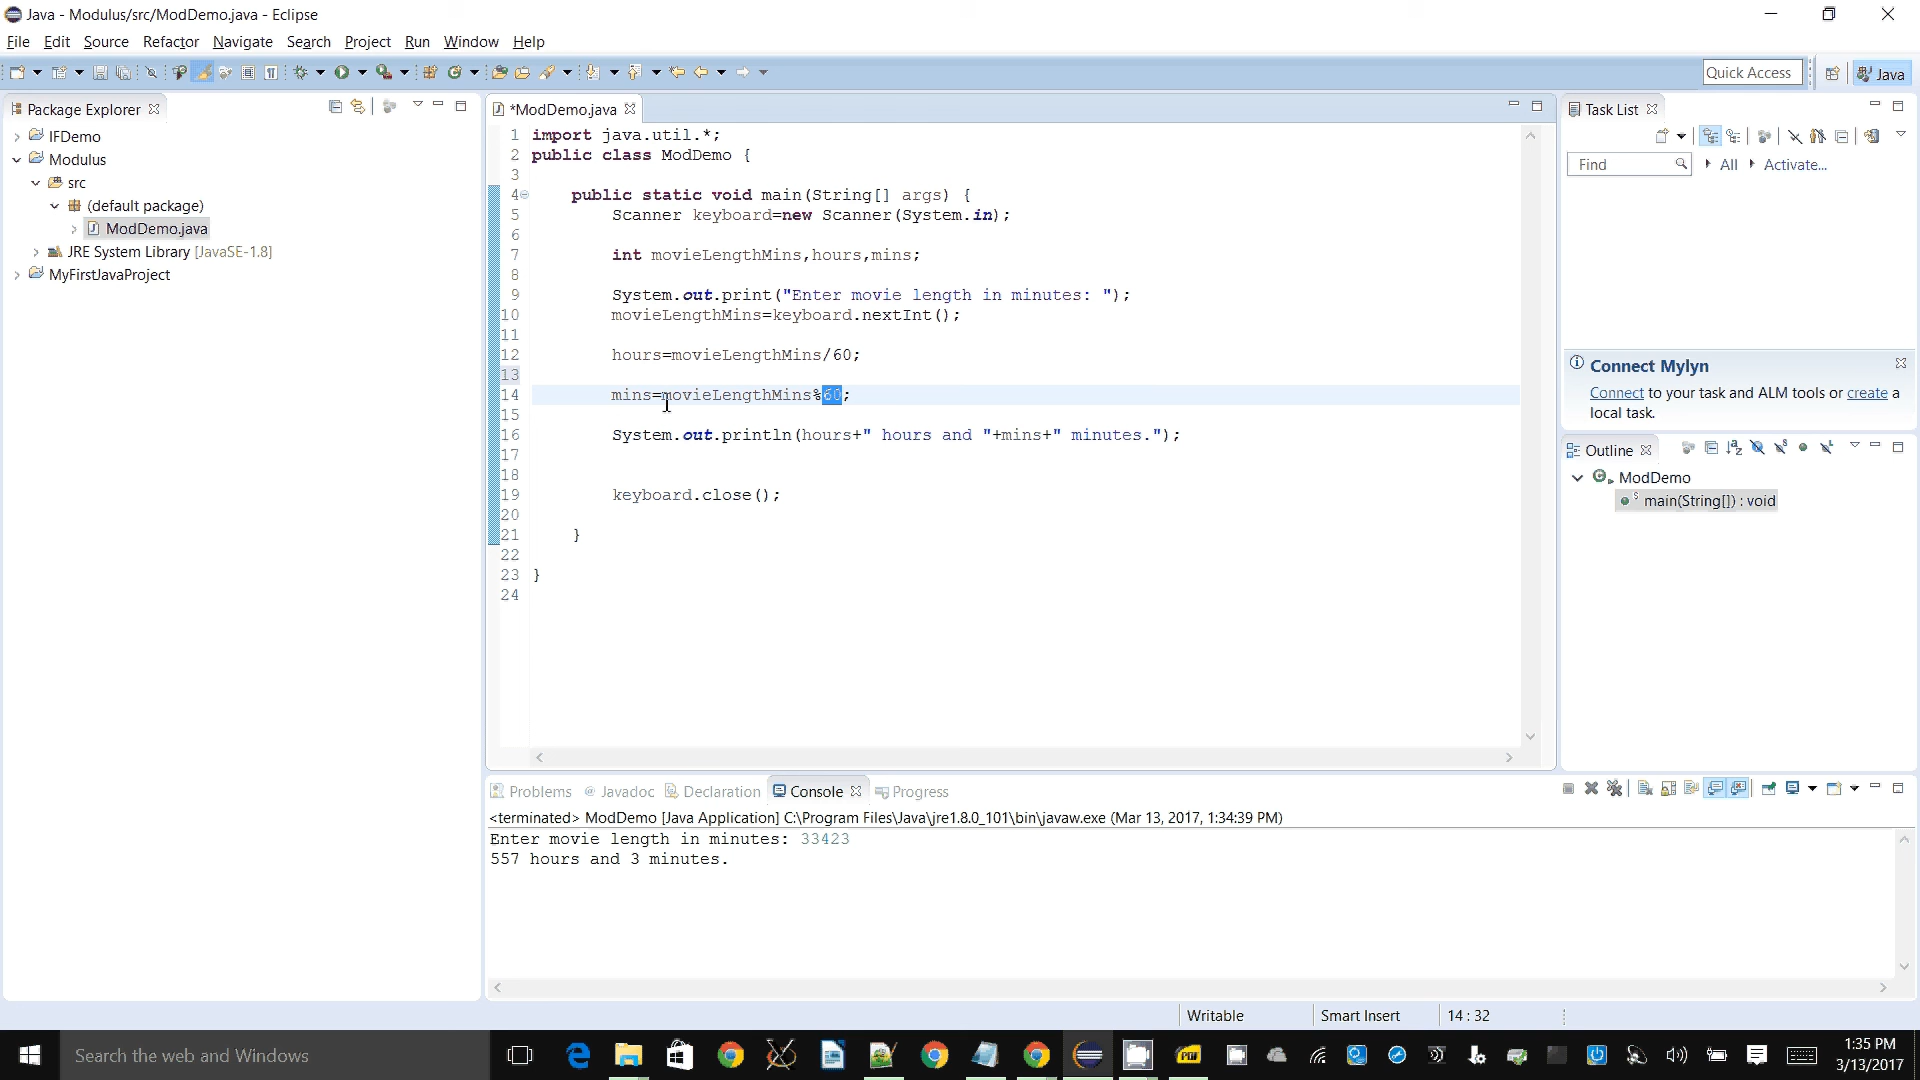 Java - Modulus/src/ModDemo.java - Eclipse
File Edit Source Refactor Navigate Search Project Run Window Help
Quick Access
Java
Package Explorer
IFDemo
Modulus
src
(default package)
ModDemo.java
JRE System Library [JavaSE-1.8]
MyFirstJavaProject
*ModDemo.java
1 import java.util.*;
2 public class ModDemo {
3
4 public static void main(String[] args) {
5 Scanner keyboard=new Scanner(System.in);
6
7 int movieLengthMins,hours,mins;
8
9 System.out.print("Enter movie length in minutes: ");
10 movieLengthMins=keyboard.nextInt();
11
12 hours=movieLengthMins/60;
13
14 mins=movieLengthMins%60;
15
16 System.out.println(hours+" hours and "+mins+" minutes.");
17
18
19 keyboard.close();
20
21 }
22
23 }
24
Task List
Find All Activate...
Connect Mylyn
Connect to your task and ALM tools or create a
local task.
Outline
ModDemo
main(String[]) : void
Problems @ Javadoc Declaration Console Progress
<terminated> ModDemo [Java Application] C:\Program Files\Java\jre1.8.0_101\bin\javaw.exe (Mar 13, 2017, 1:34:39 PM)
Enter movie length in minutes: 33423
557 hours and 3 minutes.
Writable Smart Insert 14 : 32
Search the web and Windows
1:35 PM
3/13/2017